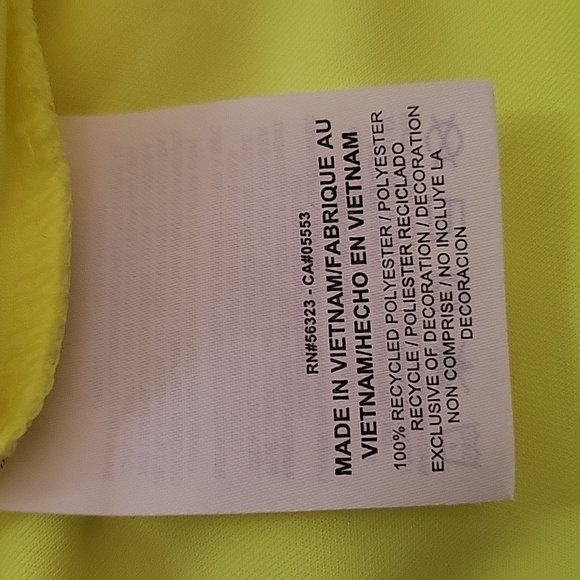 RN#56323 - CA#05553
MADE IN VIETNAM/FABRIQUE AU
VIETNAM/HECHO EN VIETNAM
100% RECYCLED POLYESTER / POLYESTER
RECYCLE / POLIESTER RECICLADO
EXCLUSIVE OF DECORATION / DECORATION
NON COMPRISE / NO INCLUYE LA
DECORACION